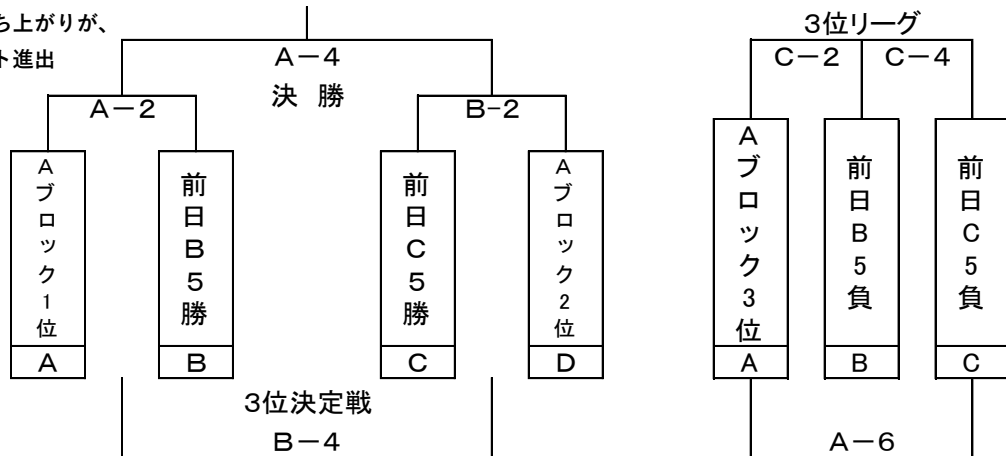 ち上がりが、
ト進出
A－4
決 勝
A－2
B-2
Aブロック1位
前日B5勝
前日C5勝
Aブロック2位
A
B
C
D
3位決定戦
B－4
3位リーグ
C－2
C－4
Aブロック3位
前日B5負
前日C5負
A
B
C
A－6